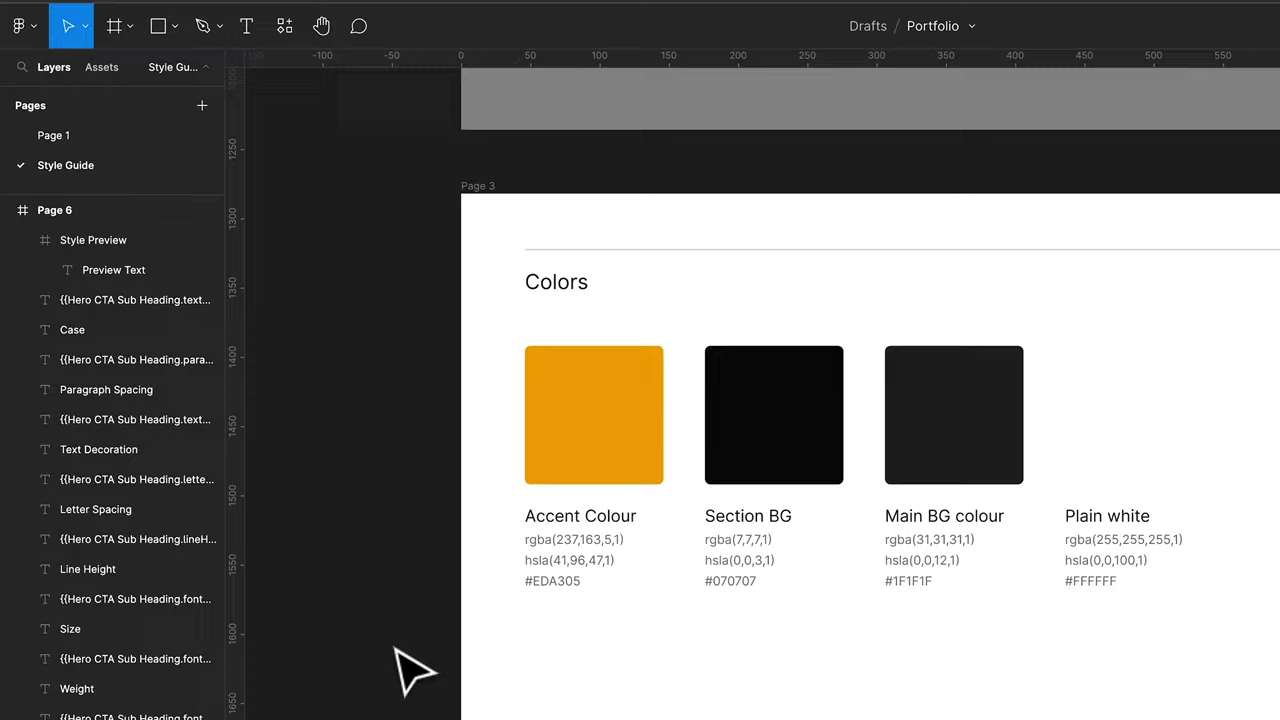 Drafts / Portfolio
Layers Assets Style Gu...
-100 -50 0 50 100 150 200 250 300 350 400 450 500 550
Pages
Page 1
Style Guide
Page 6
Style Preview
Preview Text
{{Hero CTA Sub Heading.text...
Case
{{Hero CTA Sub Heading.para...
Paragraph Spacing
{{Hero CTA Sub Heading.text...
Text Decoration
{{Hero CTA Sub Heading.lette...
Letter Spacing
{{Hero CTA Sub Heading.lineH...
Line Height
{{Hero CTA Sub Heading.font...
Size
{{Hero CTA Sub Heading.font...
Weight
{{Hero CTA Sub Heading.font
1250
1300
1350
1400
1450
1500
1550
1600
1650
Page 3
Colors
Accent Colour
rgba(237,163,5,1)
hsla(41,96,47,1)
#EDA305
Section BG
rgba(7,7,7,1)
hsla(0,0,3,1)
#070707
Main BG colour
rgba(31,31,31,1)
hsla(0,0,12,1)
#1F1F1F
Plain white
rgba(255,255,255,1)
hsla(0,0,100,1)
#FFFFFF